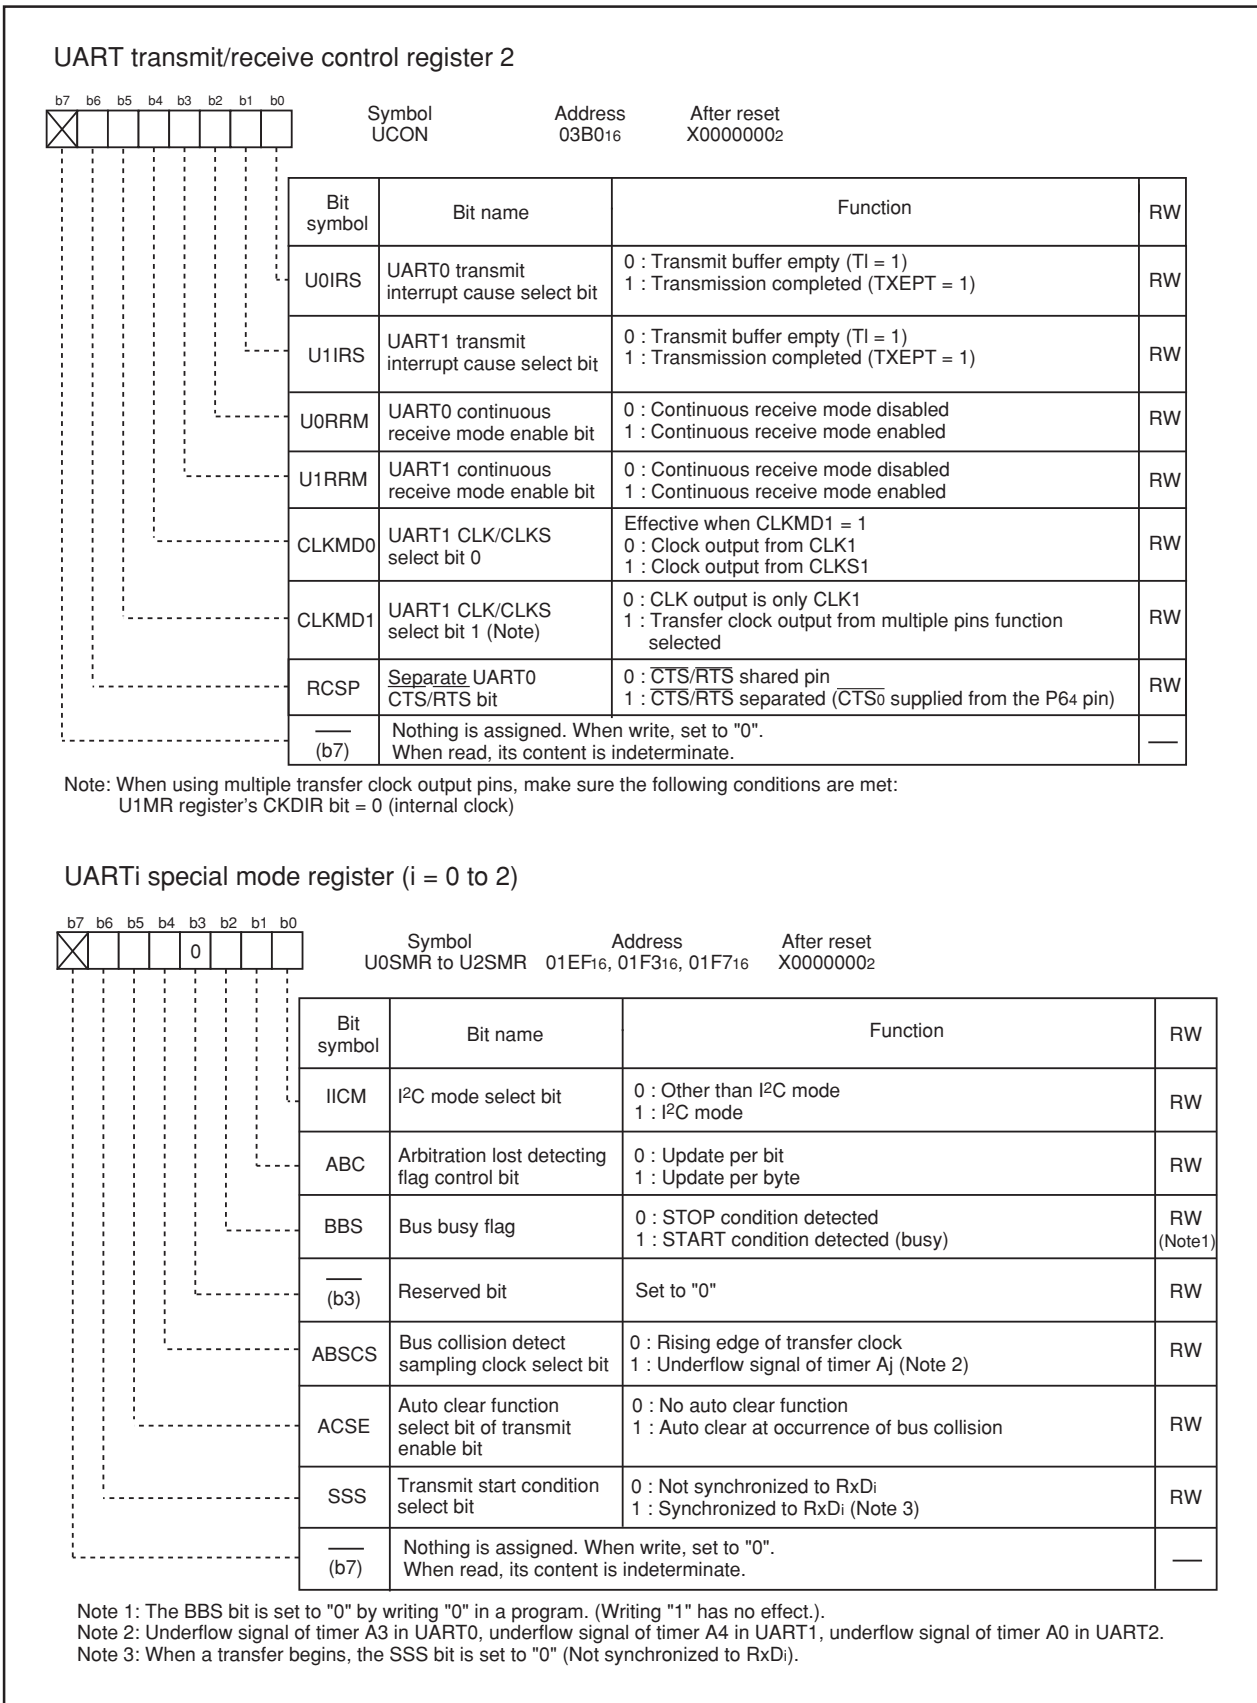 UART transmit/receive control register 2
b7 b6 b5 b4 b3 b2 b1 b0
Symbol Address After reset
UCON 03B016 X00000002
Bit symbol Bit name Function RW
U0IRS UART0 transmit interrupt cause select bit 0 : Transmit buffer empty (Tl = 1)
1 : Transmission completed (TXEPT = 1) RW
U1IRS UART1 transmit interrupt cause select bit 0 : Transmit buffer empty (Tl = 1)
1 : Transmission completed (TXEPT = 1) RW
U0RRM UART0 continuous receive mode enable bit 0 : Continuous receive mode disabled
1 : Continuous receive mode enabled RW
U1RRM UART1 continuous receive mode enable bit 0 : Continuous receive mode disabled
1 : Continuous receive mode enabled RW
CLKMD0 UART1 CLK/CLKS select bit 0 Effective when CLKMD1 = 1
0 : Clock output from CLK1
1 : Clock output from CLKS1 RW
CLKMD1 UART1 CLK/CLKS select bit 1 (Note) 0 : CLK output is only CLK1
1 : Transfer clock output from multiple pins function
selected RW
RCSP Separate UART0 CTS/RTS bit 0 : CTS/RTS shared pin
1 : CTS/RTS separated (CTS0 supplied from the P64 pin) RW
(b7) Nothing is assigned. When write, set to "0".
When read, its content is indeterminate.
Note: When using multiple transfer clock output pins, make sure the following conditions are met:
U1MR register's CKDIR bit = 0 (internal clock)
UARTi special mode register (i = 0 to 2)
b7 b6 b5 b4 b3 b2 b1 b0
0
Symbol Address After reset
U0SMR to U2SMR 01EF16, 01F316, 01F716 X00000002
Bit symbol Bit name Function RW
IICM I2C mode select bit 0 : Other than I2C mode
1 : I2C mode RW
ABC Arbitration lost detecting flag control bit 0 : Update per bit
1 : Update per byte RW
BBS Bus busy flag 0 : STOP condition detected
1 : START condition detected (busy) RW (Note1)
(b3) Reserved bit Set to "0" RW
ABSCS Bus collision detect sampling clock select bit 0 : Rising edge of transfer clock
1 : Underflow signal of timer Aj (Note 2) RW
ACSE Auto clear function select bit of transmit enable bit 0 : No auto clear function
1 : Auto clear at occurrence of bus collision RW
SSS Transmit start condition select bit 0 : Not synchronized to RxDi
1 : Synchronized to RxDi (Note 3) RW
(b7) Nothing is assigned. When write, set to "0".
When read, its content is indeterminate.
Note 1: The BBS bit is set to "0" by writing "0" in a program. (Writing "1" has no effect.).
Note 2: Underflow signal of timer A3 in UART0, underflow signal of timer A4 in UART1, underflow signal of timer A0 in UART2.
Note 3: When a transfer begins, the SSS bit is set to "0" (Not synchronized to RxDi).